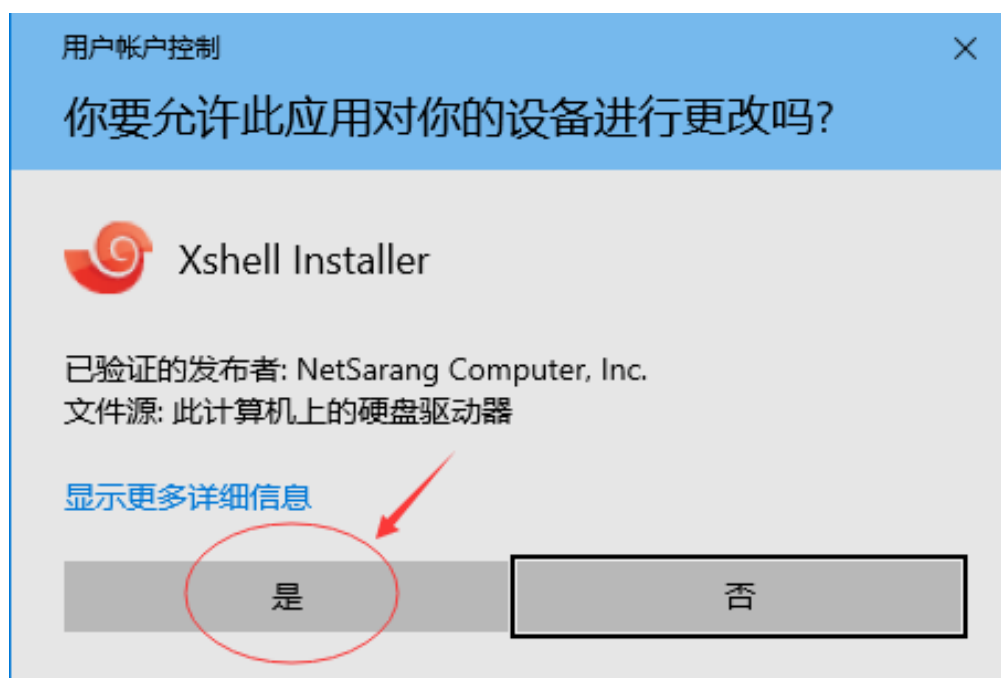 用户帐户控制
你要允许此应用对你的设备进行更改吗?
Xshell Installer
已验证的发布者: NetSarang Computer, Inc.
文件源: 此计算机上的硬盘驱动器
显示更多详细信息
是
否